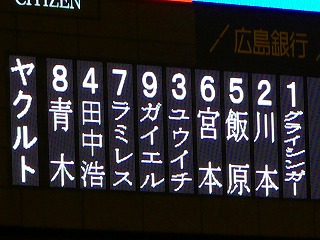 CITIZEN
／広島銀行／
ヤクルト
8青木
4田中浩
7ラミレス
9ガイエル
3ユウイチ
6宮本
5飯原
2川本
1グライシンガー